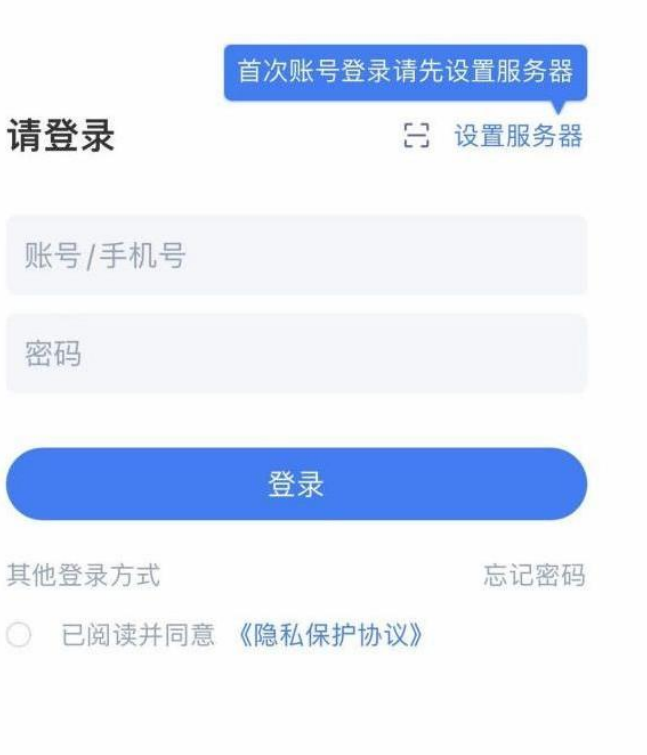 首次账号登录请先设置服务器
请登录
设置服务器
账号/手机号
密码
登录
其他登录方式
忘记密码
已阅读并同意 《隐私保护协议》